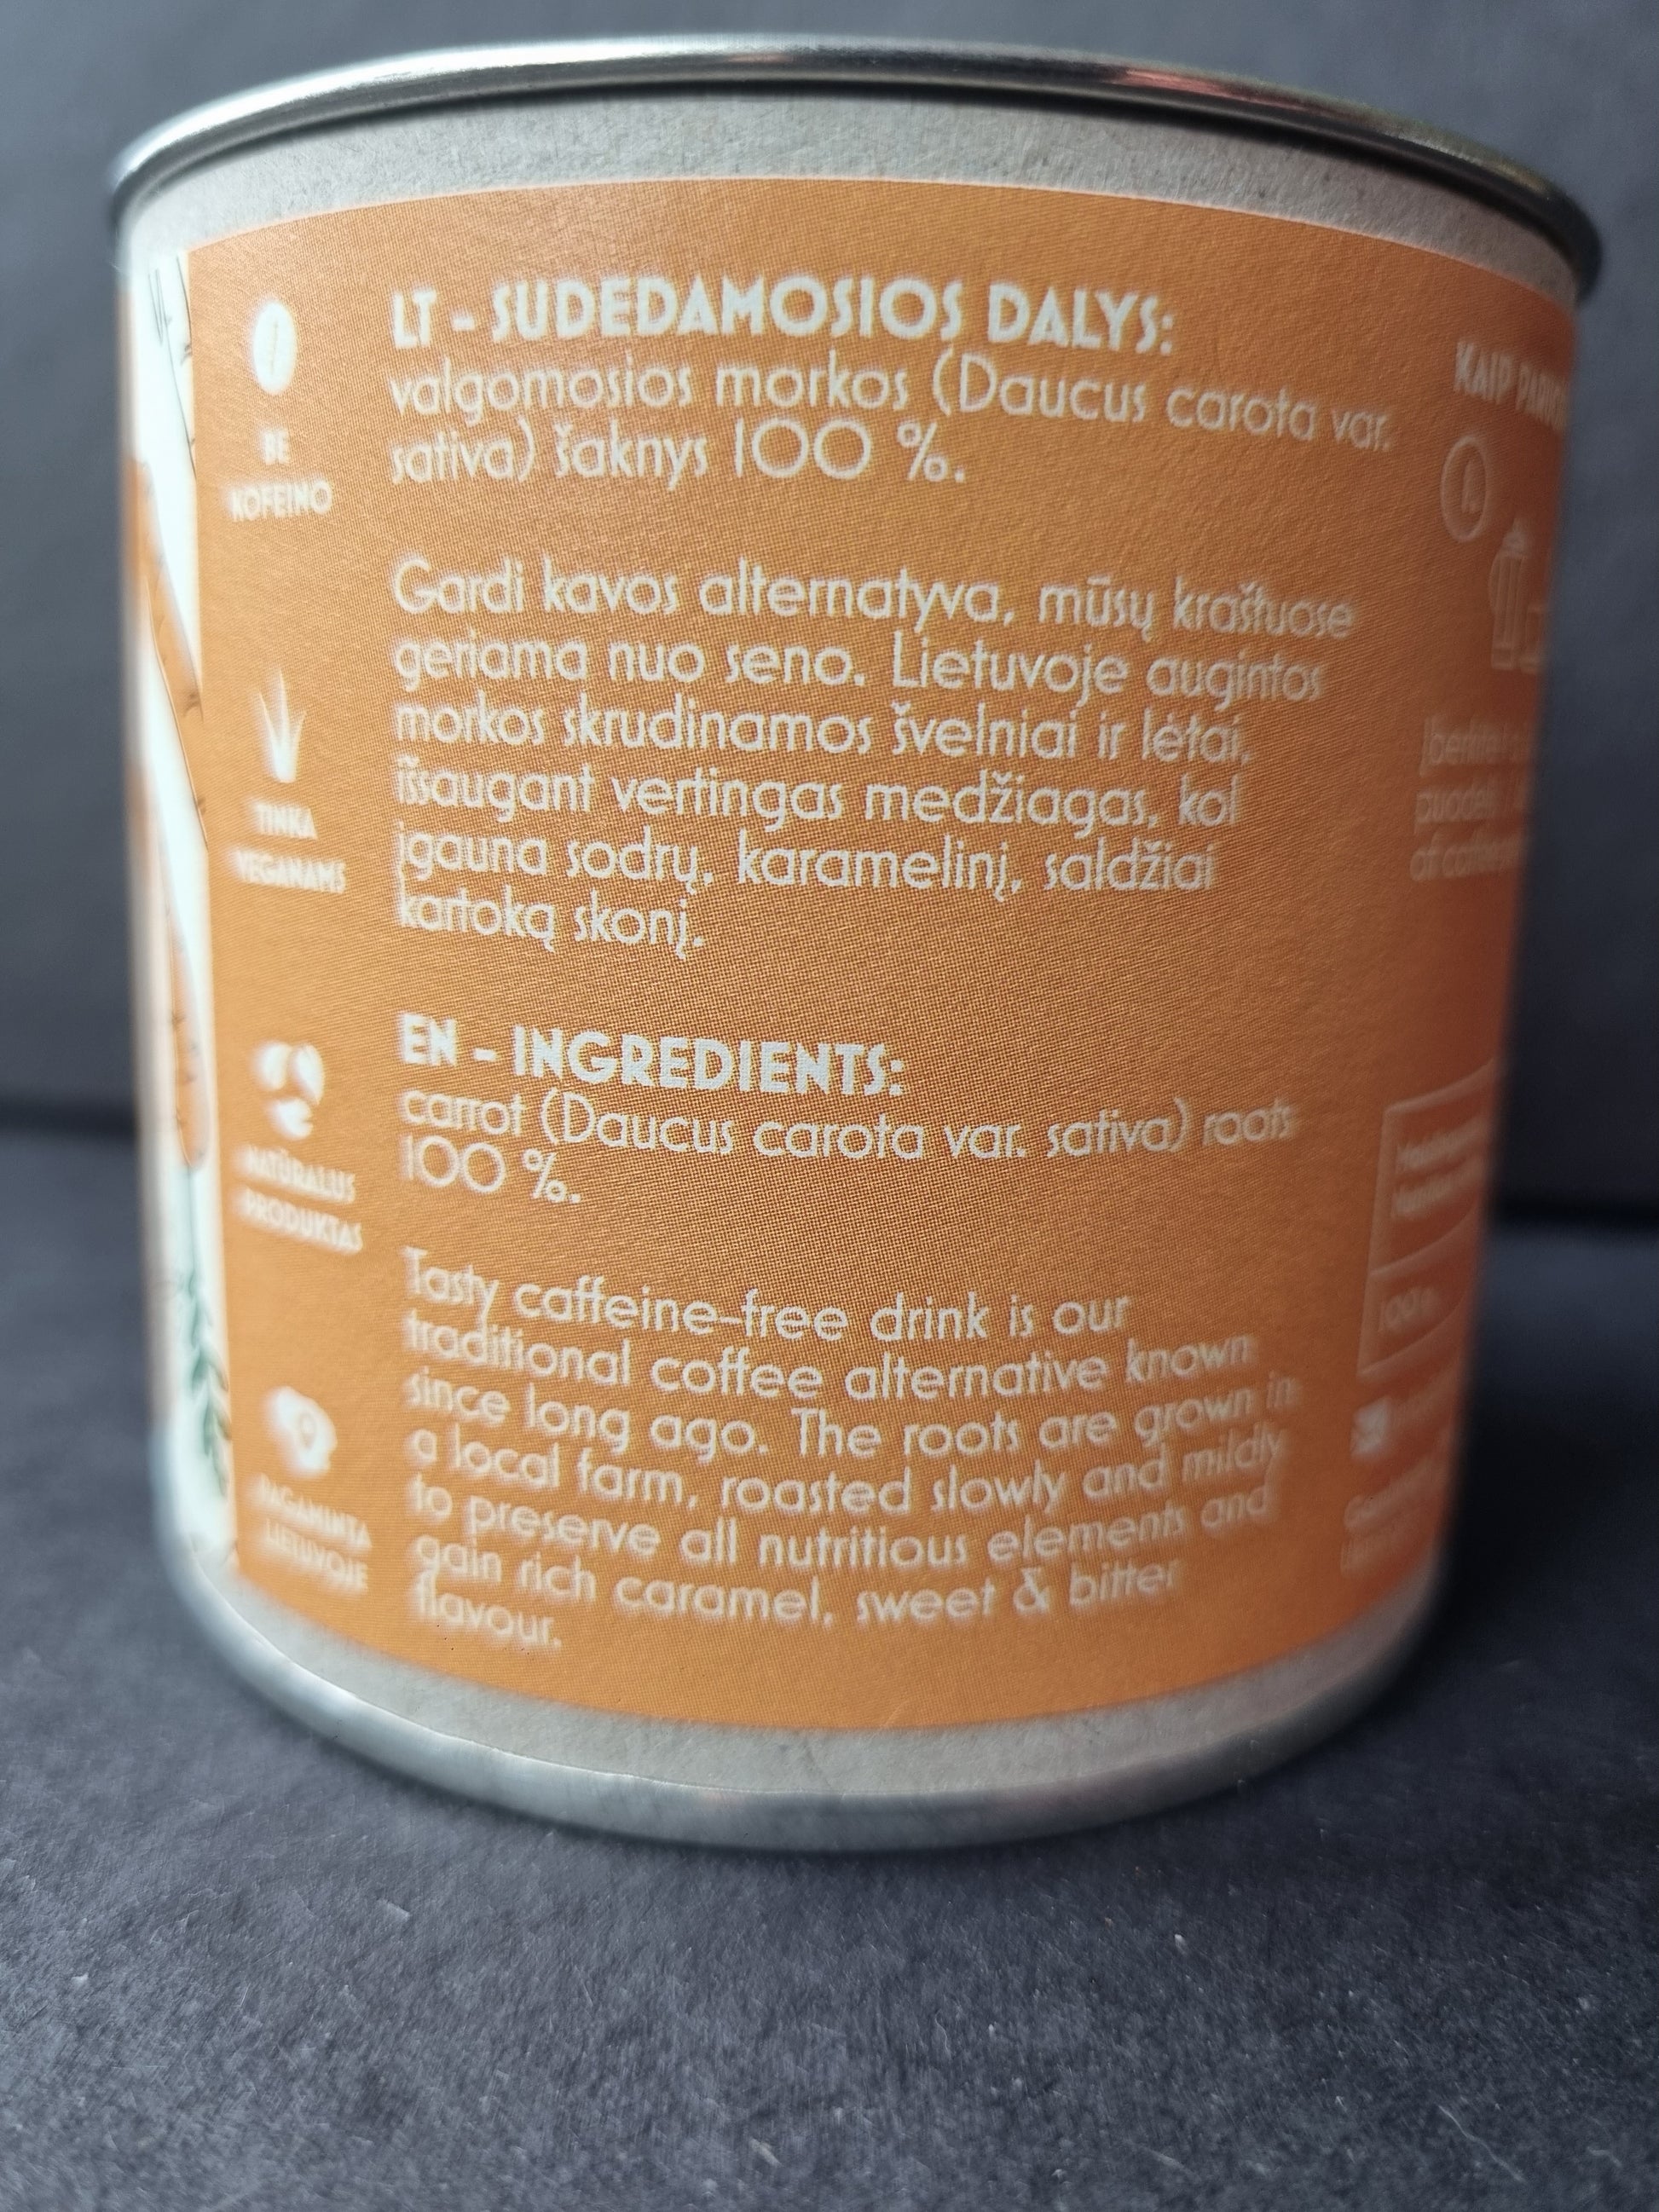 BE
KOFEINO
TINKA
VEGANAMS
NATŪRALUS
PRODUKTAS
PAGAMINTA
LIETUVOJE
LT - SUDEDAMOSIOS DALYS:
valgomosios morkos (Daucus carota var.
sativa) šaknys 100 %.
Gardi kavos alternatyva, mūsų kraštuose
geriama nuo seno. Lietuvoje augintos
morkos skrudinamos švelniai ir lėtai,
išsaugant vertingas medžiagas, kol
įgauna sodrų, karamelinį, saldžiai
kartoką skonį.
EN - INGREDIENTS:
carrot (Daucus carota var. sativa) roots
100 %.
Tasty caffeine-free drink is our
traditional coffee alternative known
since long ago. The roots are grown in
a local farm, roasted slowly and mildly
to preserve all nutritious elements and
gain rich caramel, sweet & bitter
flavour.
KAIP
1